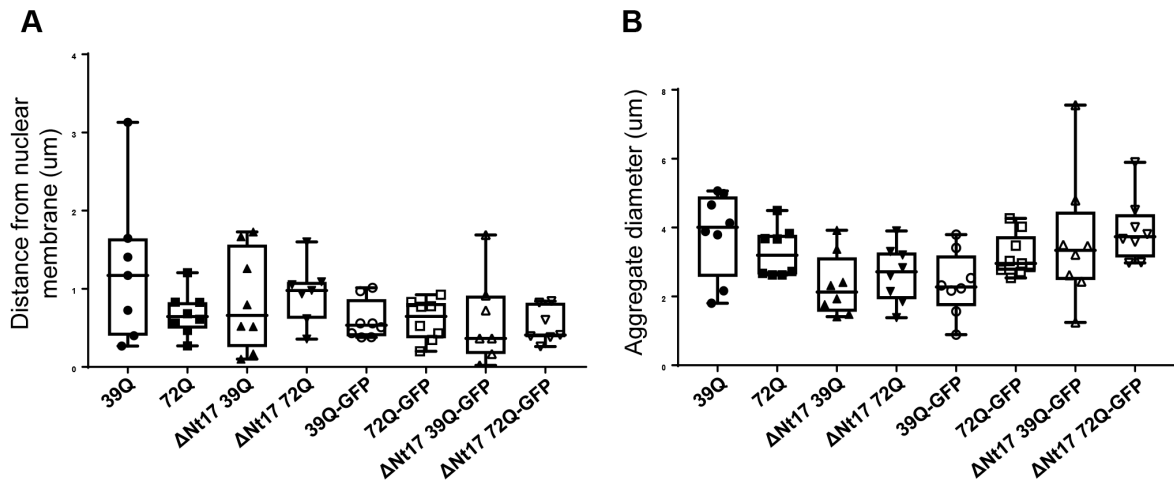 A
Distance from nuclear
membrane (um)
4
3
2
1
0
39Q
72Q
ΔNt17 39Q
ΔNt17 72Q
39Q-GFP
72Q-GFP
ΔNt17 39Q-GFP
ΔNt17 72Q-GFP
B
Aggregate diameter (um)
8
6
4
2
0
39Q
72Q
ΔNt17 39Q
ΔNt17 72Q
39Q-GFP
72Q-GFP
ΔNt17 39Q-GFP
ΔNt17 72Q-GFP